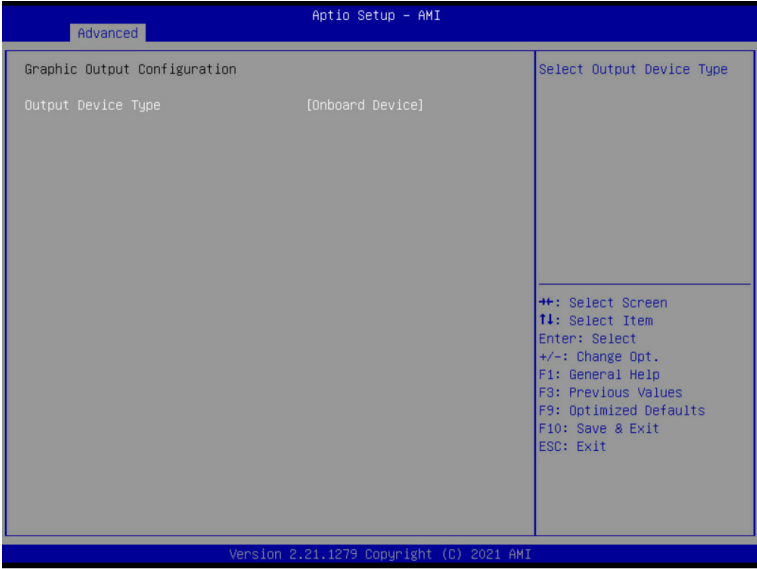 Aptio Setup – AMI
Advanced
Graphic Output Configuration
Output Device Type [Onboard Device]
Select Output Device Type
→←: Select Screen
↑↓: Select Item
Enter: Select
+/-: Change Opt.
F1: General Help
F3: Previous Values
F9: Optimized Defaults
F10: Save & Exit
ESC: Exit
Version 2.21.1279 Copyright (C) 2021 AMI